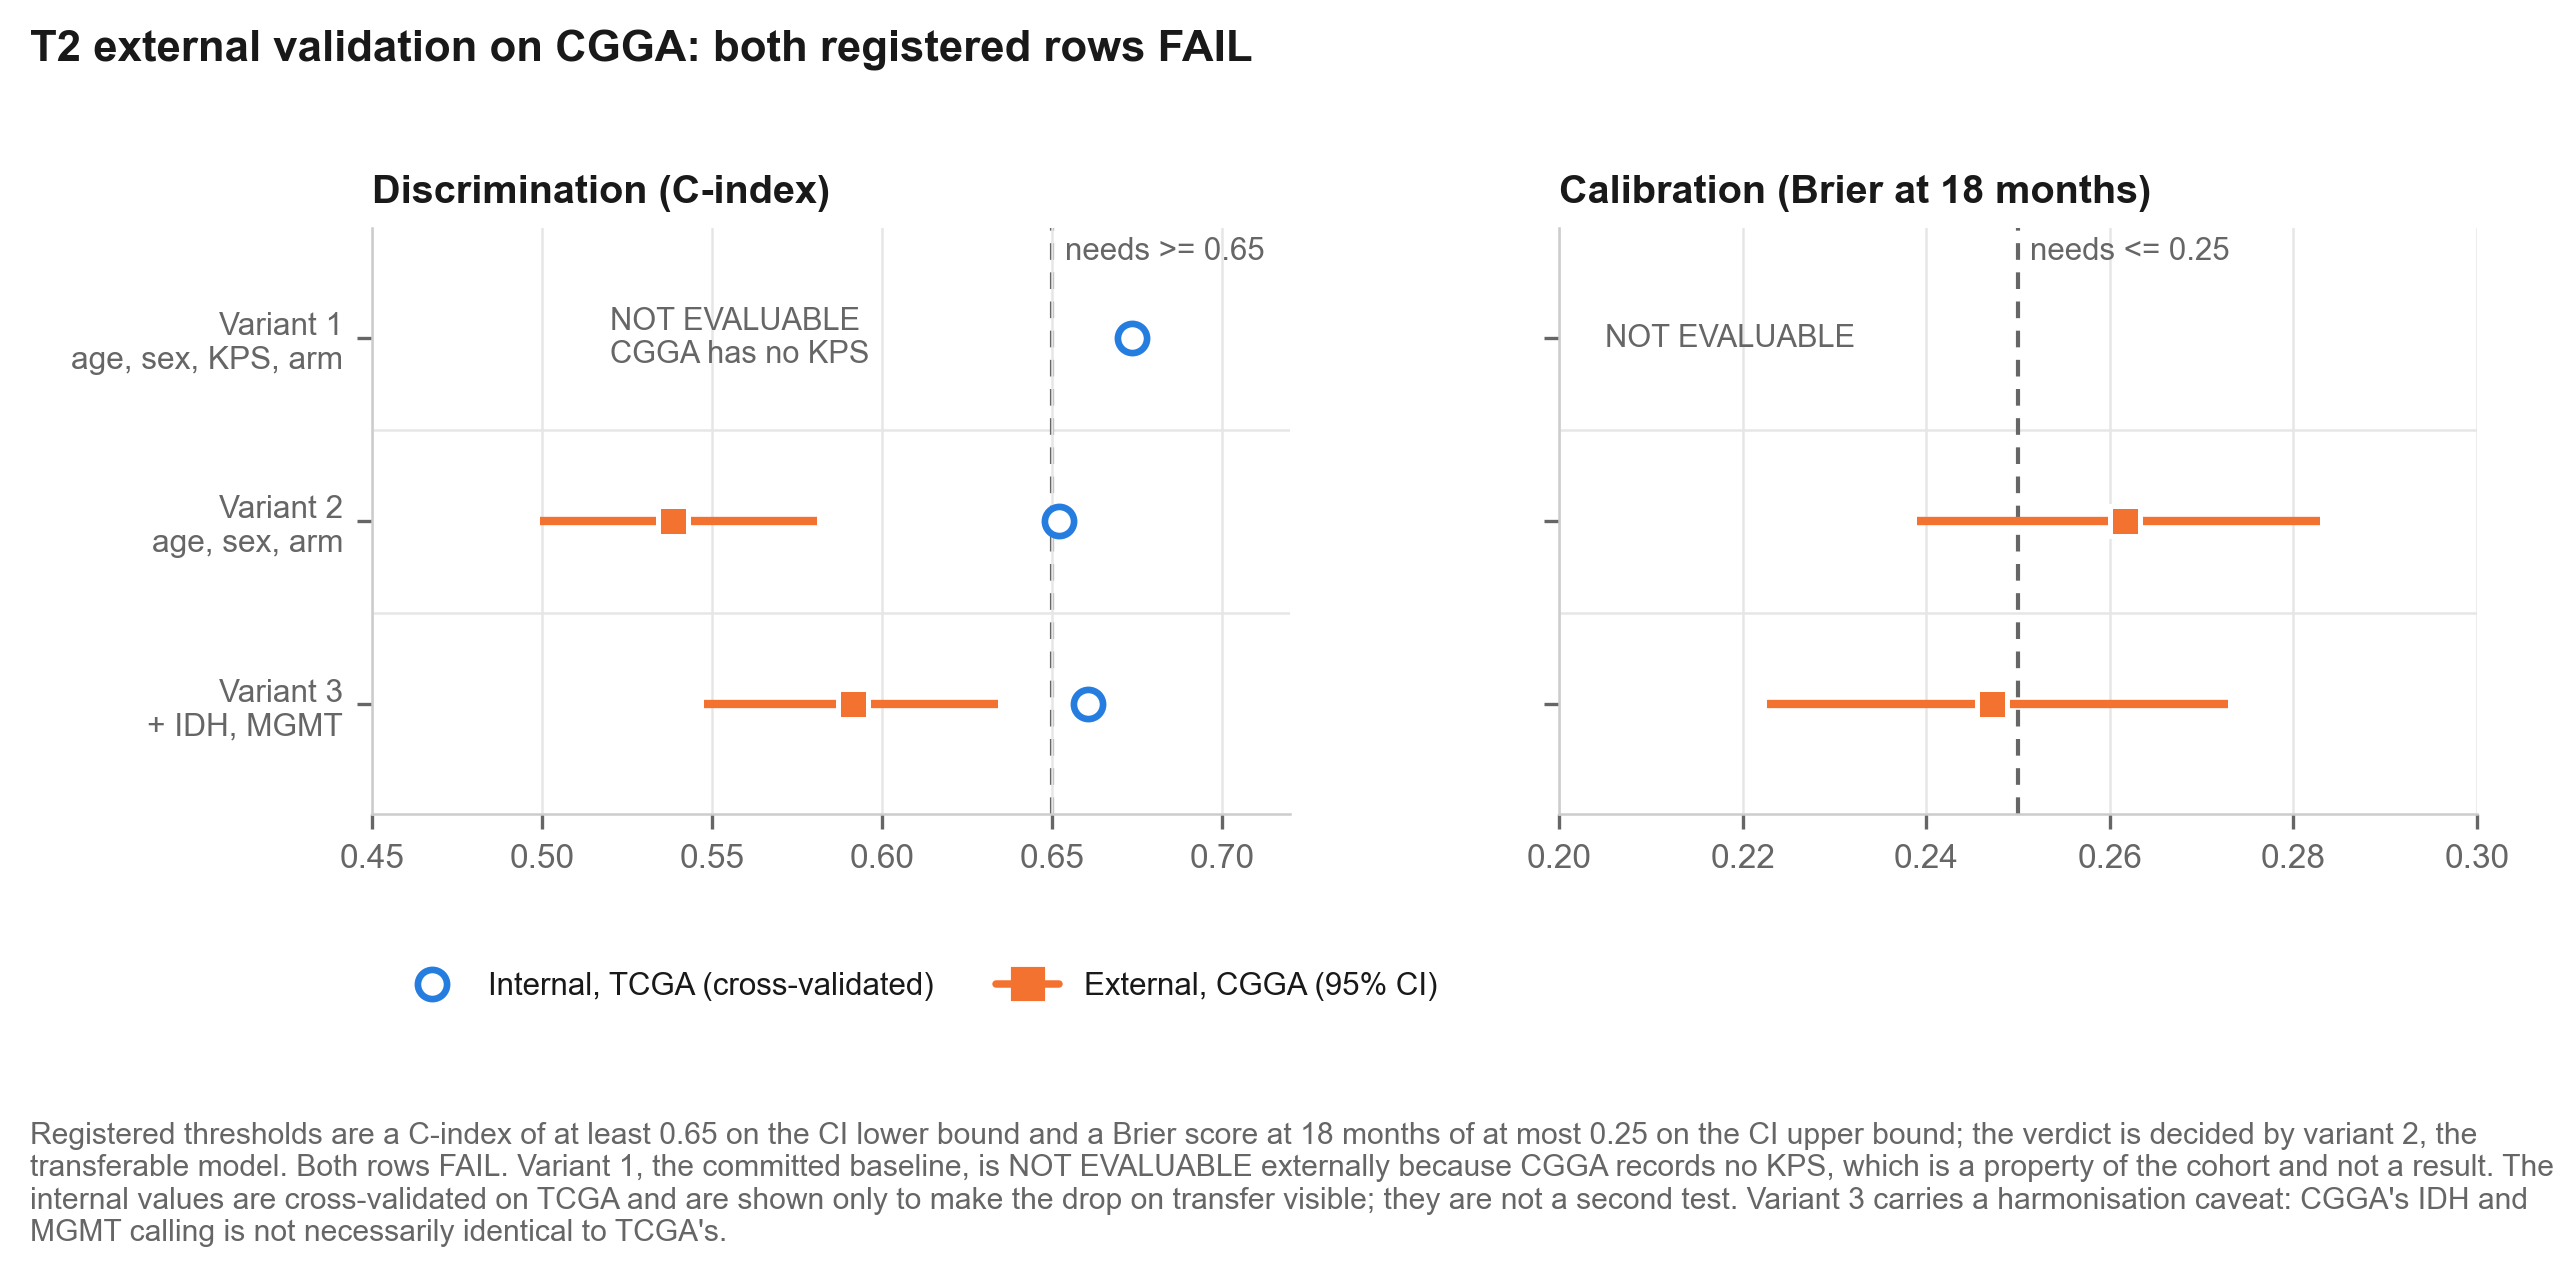 T2 external validation on CGGA: both registered rows FAIL
Discrimination (C-index)
needs >= 0.65
Variant 1
age, sex, KPS, arm
NOT EVALUABLE
CGGA has no KPS
Variant 2
age, sex, arm
Variant 3
+ IDH, MGMT
0.45 0.50 0.55 0.60 0.65 0.70
Calibration (Brier at 18 months)
needs <= 0.25
NOT EVALUABLE
0.20 0.22 0.24 0.26 0.28 0.30
Internal, TCGA (cross-validated)
External, CGGA (95% CI)
Registered thresholds are a C-index of at least 0.65 on the CI lower bound and a Brier score at 18 months of at most 0.25 on the CI upper bound; the verdict is decided by variant 2, the
transferable model. Both rows FAIL. Variant 1, the committed baseline, is NOT EVALUABLE externally because CGGA records no KPS, which is a property of the cohort and not a result. The
internal values are cross-validated on TCGA and are shown only to make the drop on transfer visible; they are not a second test. Variant 3 carries a harmonisation caveat: CGGA's IDH and
MGMT calling is not necessarily identical to TCGA's.